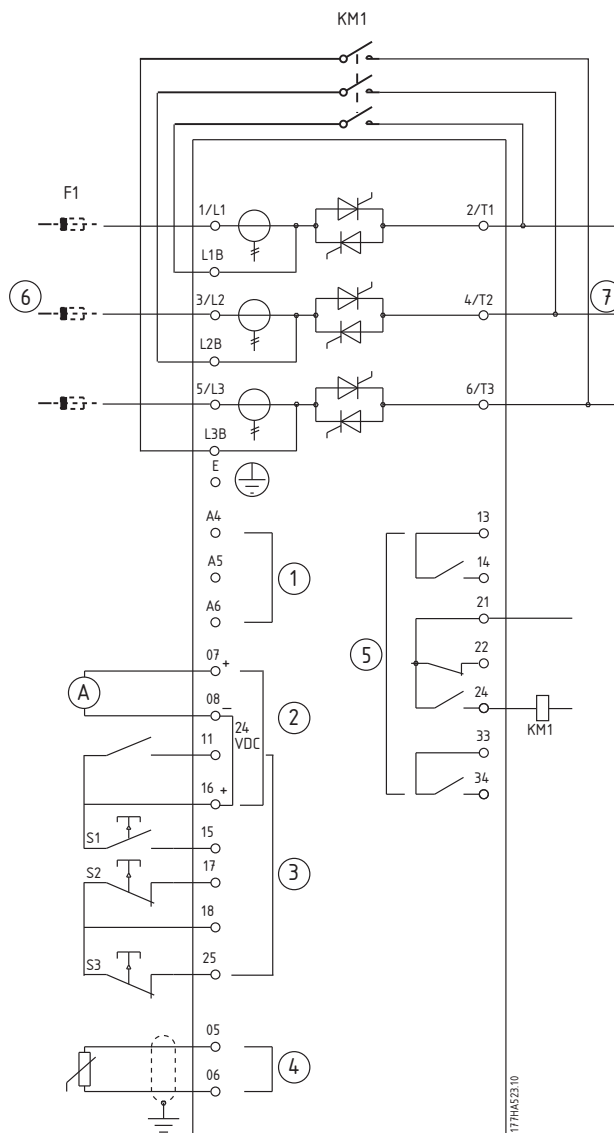 KM1
F1
1/L1
2/T1
L1B
6
3/L2
4/T2
7
L2B
5/L3
6/T3
L3B
E
A4
13
A5
1
14
A6
21
07 +
5
22
A
08 −
2
24
24
VDC
KM1
11
33
16 +
34
S1
15
S2
17
3
18
S3
25
05
4
06
177HA523.10